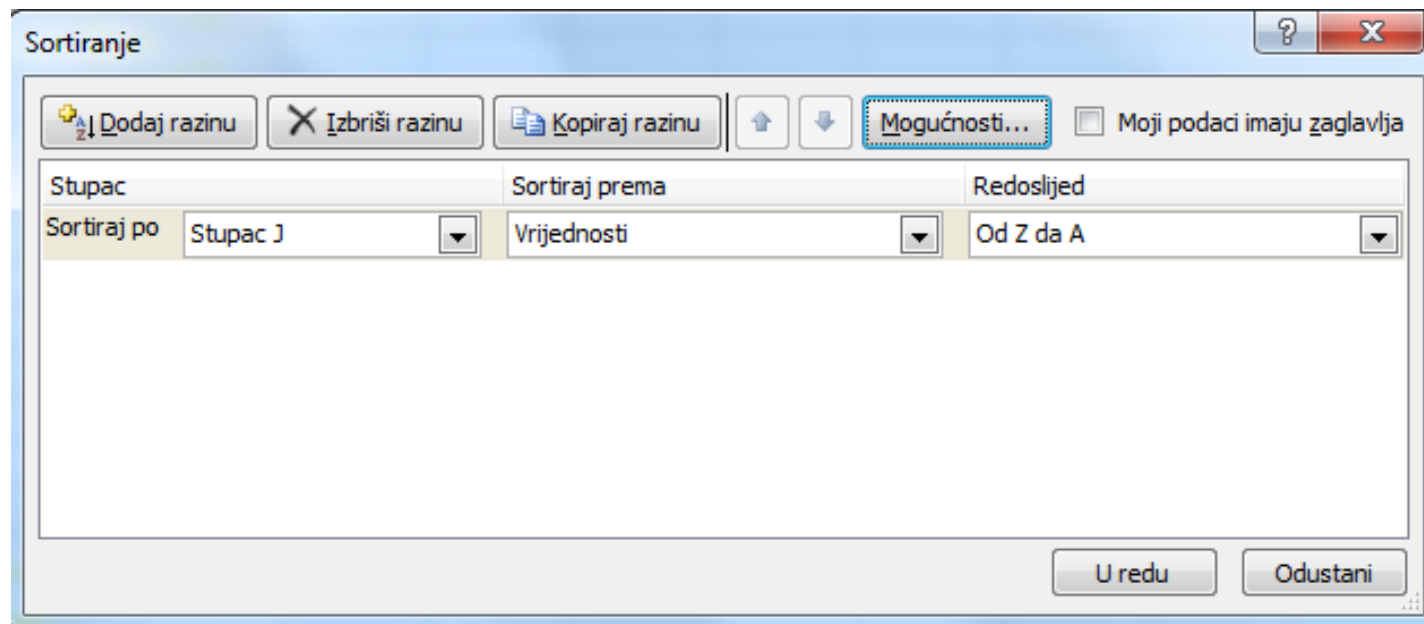 Sortiranje
Dodaj razinu Izbriši razinu Kopiraj razinu Mogućnosti... Moji podaci imaju zaglavlja
Stupac Sortiraj prema Redoslijed
Sortiraj po Stupac J Vrijednosti Od Z da A
U redu Odustani